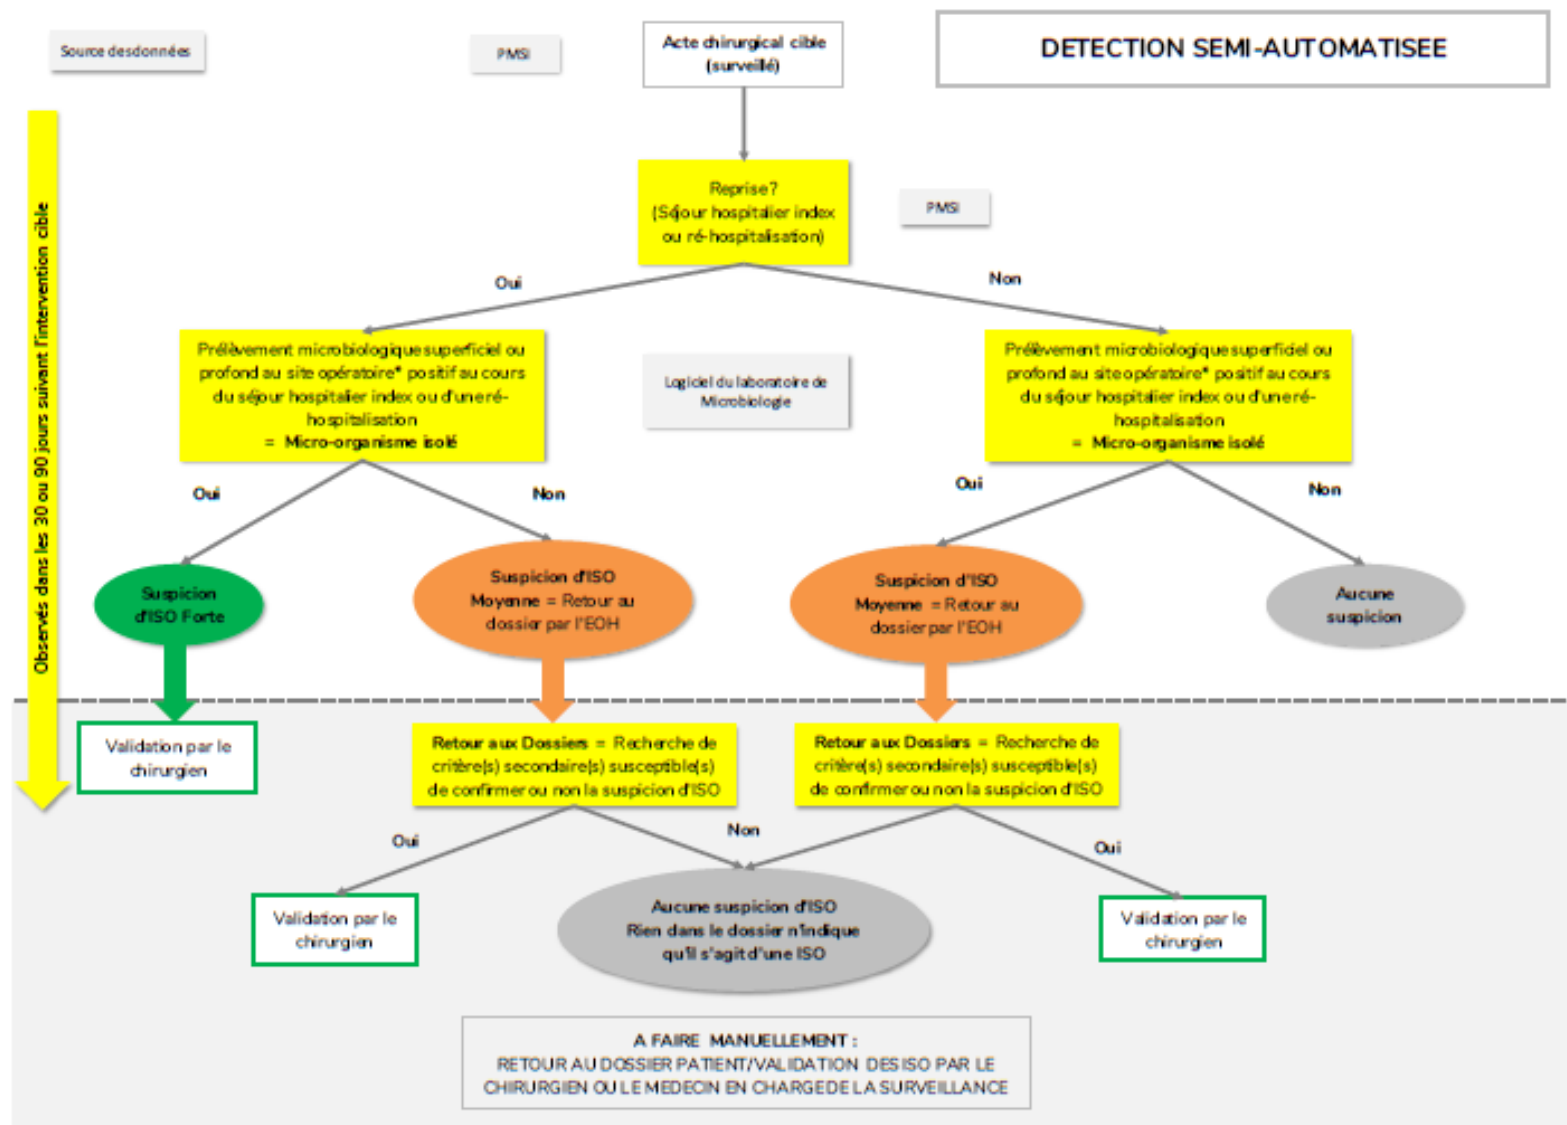 Source des données
PMSI
Acte chirurgical cible
(surveillé)
DETECTION SEMI-AUTOMATISEE
Observés dans les 30 ou 90 jours suivant l'intervention cible
Reprise ?
(Séjour hospitalier index
ou ré-hospitalisation)
PMSI
Oui
Non
Prélèvement microbiologique superficiel ou
profond au site opératoire* positif au cours
du séjour hospitalier index ou d'une ré-
hospitalisation
= Micro-organisme isolé
Logiciel du laboratoire de
Microbiologie
Prélèvement microbiologique superficiel ou
profond au site opératoire* positif au cours
du séjour hospitalier index ou d'une ré-
hospitalisation
= Micro-organisme isolé
Oui
Non
Oui
Non
Suspicion
d'ISO Forte
Suspicion d'ISO
Moyenne = Retour au
dossier par l'EOH
Suspicion d'ISO
Moyenne = Retour au
dossier par l'EOH
Aucune
suspicion
Validation par le
chirurgien
Retour aux Dossiers = Recherche de
critère(s) secondaire(s) susceptible(s)
de confirmer ou non la suspicion d'ISO
Retour aux Dossiers = Recherche de
critère(s) secondaire(s) susceptible(s)
de confirmer ou non la suspicion d'ISO
Oui
Non
Oui
Validation par le
chirurgien
Aucune suspicion d'ISO
Rien dans le dossier n'indique
qu'il s'agit d'une ISO
Validation par le
chirurgien
A FAIRE MANUELLEMENT :
RETOUR AU DOSSIER PATIENT/VALIDATION DES ISO PAR LE
CHIRURGIEN OU LE MEDECIN EN CHARGE DE LA SURVEILLANCE